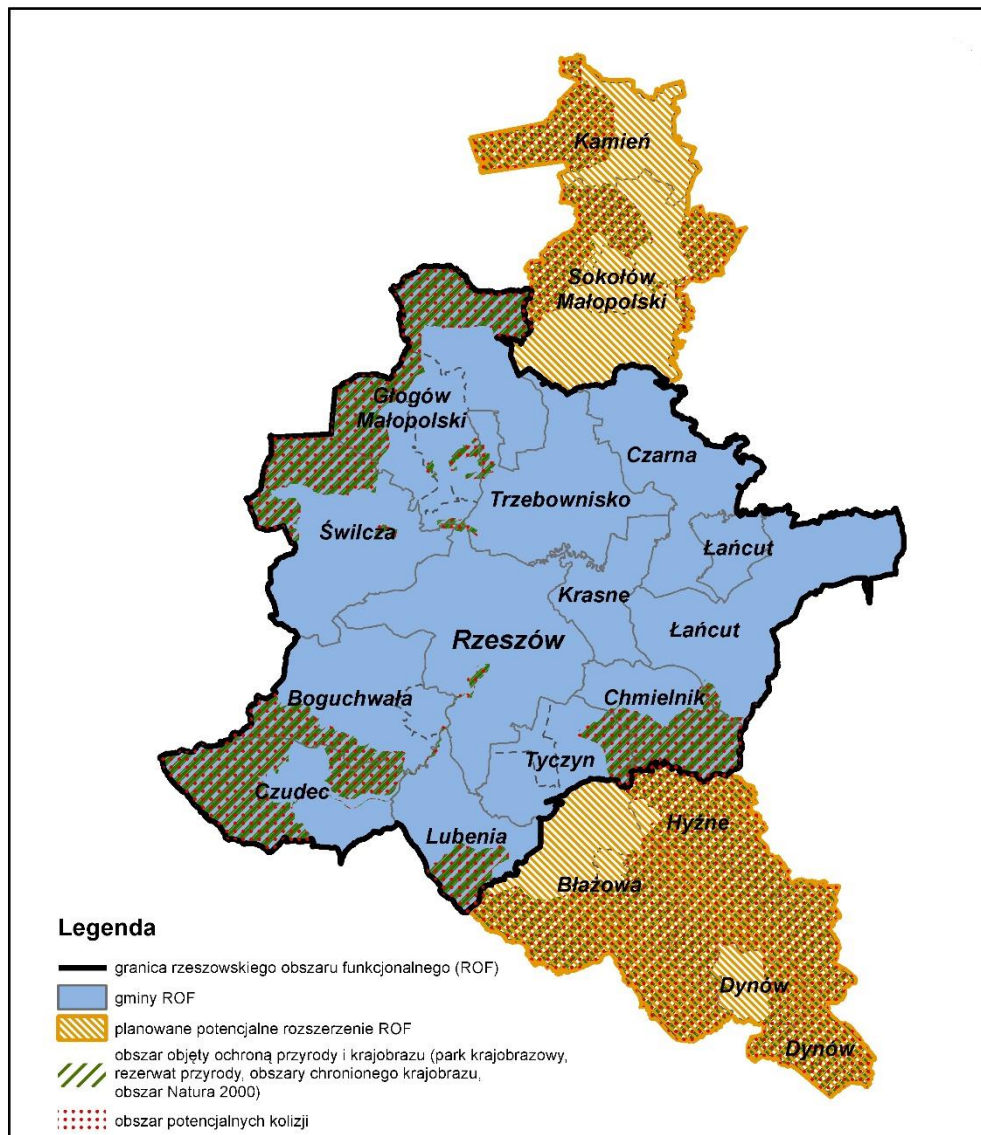 Kamień
Sokołów
Małopolski
Głogów
Małopolski
Czarna
Trzebownisko
Świlcza
Łańcut
Krasne
Łańcut
Rzeszów
Boguchwała
Chmielnik
Tyczyn
Czudec
Lubenia
Hyżne
Błażowa
Dynów
Dynów
Legenda
granica rzeszowskiego obszaru funkcjonalnego (ROF)
gminy ROF
planowane potencjalne rozszerzenie ROF
obszar objęty ochroną przyrody i krajobrazu (park krajobrazowy,
rezerwat przyrody, obszary chronionego krajobrazu,
obszar Natura 2000)
obszar potencjalnych kolizji